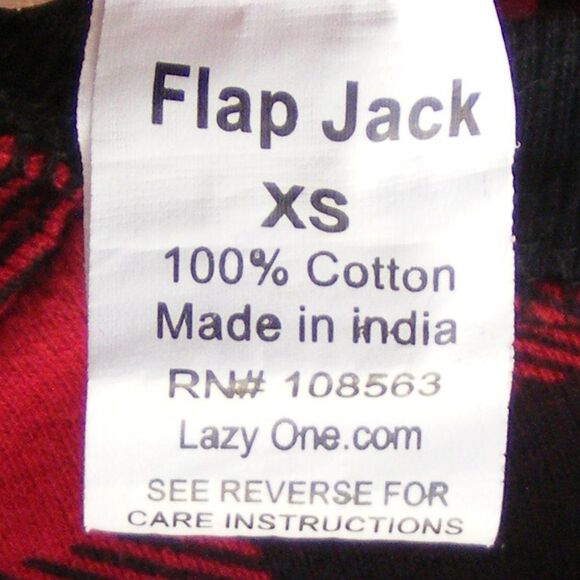 Flap Jack
XS
100% Cotton
Made in india
RN# 108563
Lazy One.com
SEE REVERSE FOR
CARE INSTRUCTIONS